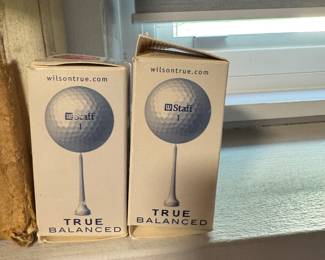 wilsontrue.com
W Staff
1
TRUE
BALANCED
wilsontrue.com
W Staff
1
TRUE
BALANCED